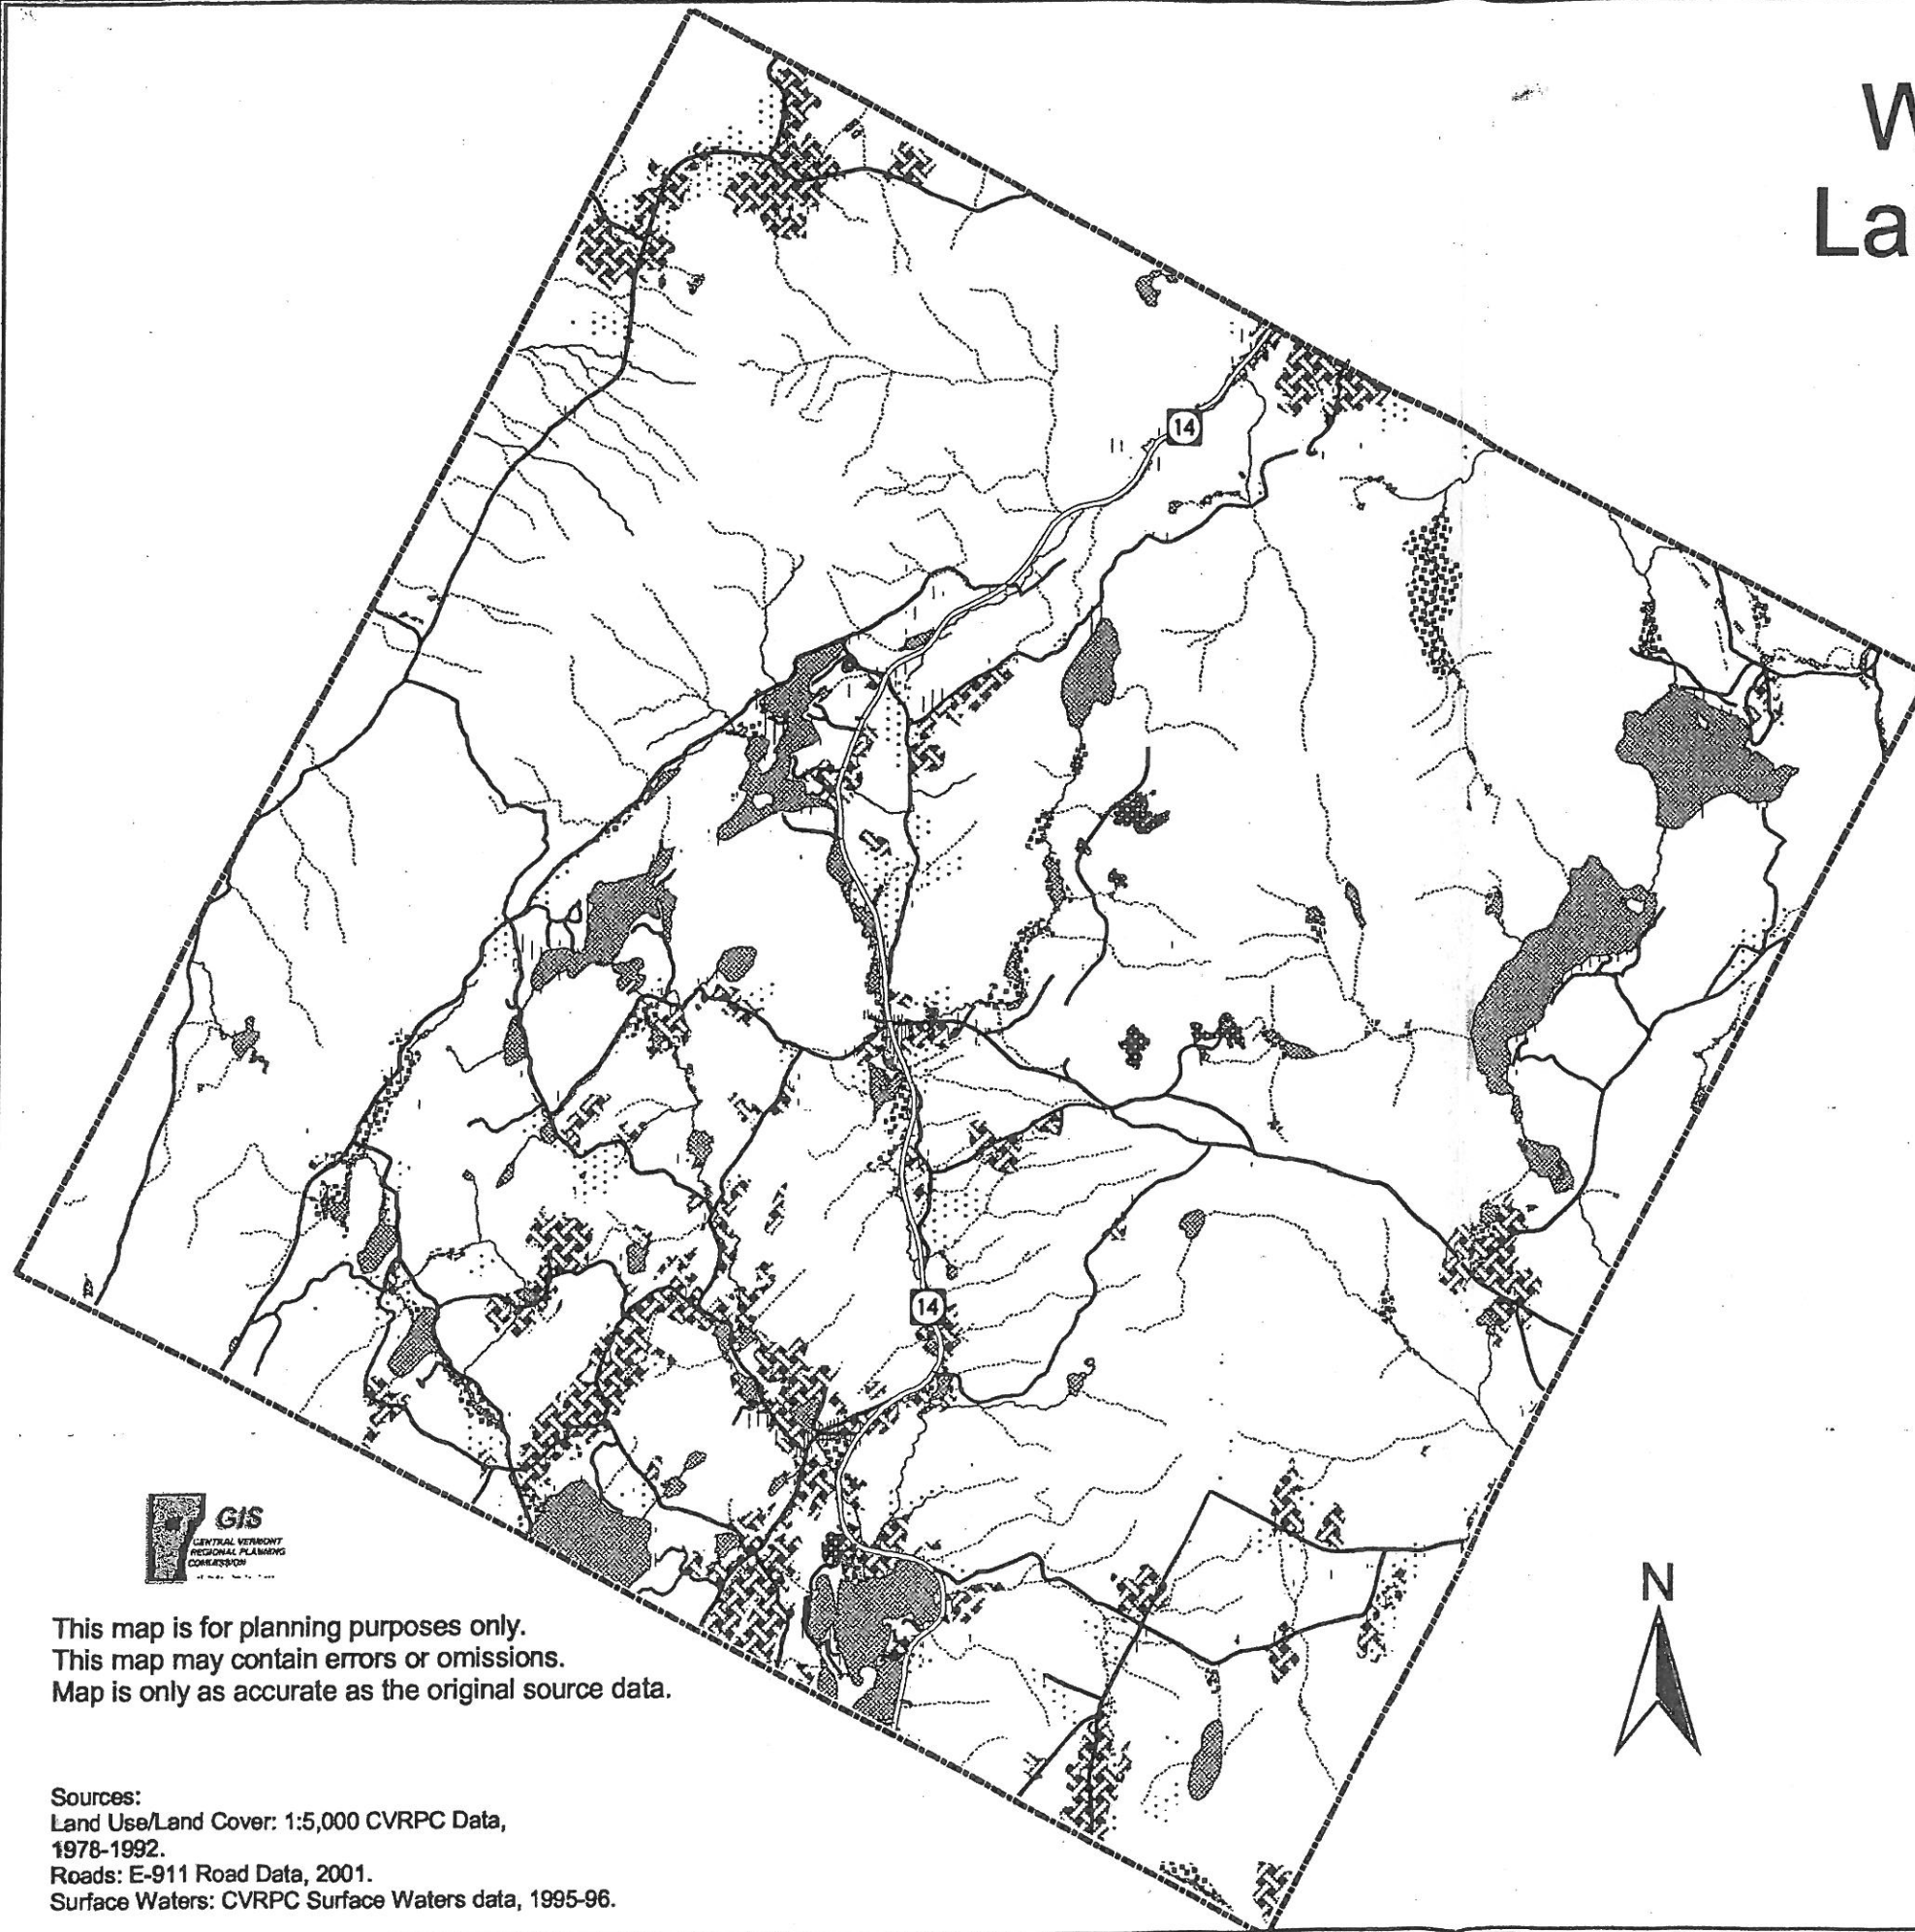 W
La
14
14
GIS
CENTRAL VERMONT
REGIONAL PLANNING
COMMISSION
N
This map is for planning purposes only.
This map may contain errors or omissions.
Map is only as accurate as the original source data.
Sources:
Land Use/Land Cover: 1:5,000 CVRPC Data,
1978-1992.
Roads: E-911 Road Data, 2001.
Surface Waters: CVRPC Surface Waters data, 1995-96.